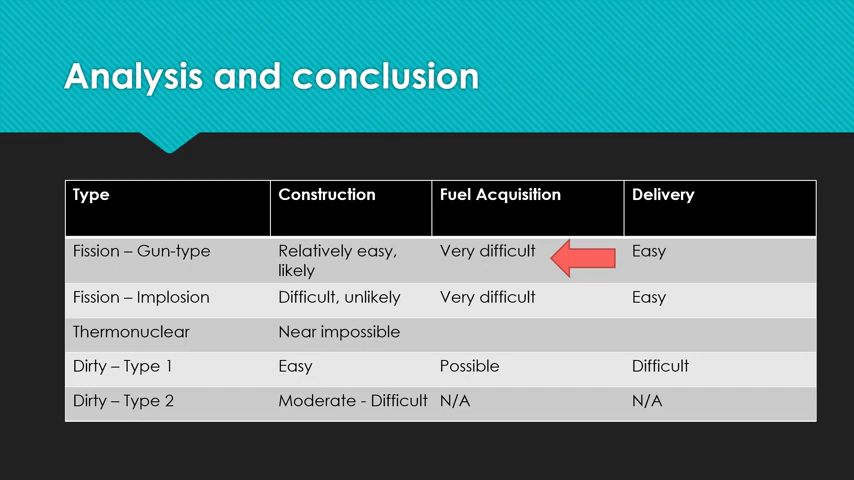 Analysis and conclusion
Type Construction Fuel Acquisition Delivery
Fission – Gun-type Relatively easy, likely Very difficult Easy
Fission – Implosion Difficult, unlikely Very difficult Easy
Thermonuclear Near impossible
Dirty – Type 1 Easy Possible Difficult
Dirty – Type 2 Moderate - Difficult N/A N/A